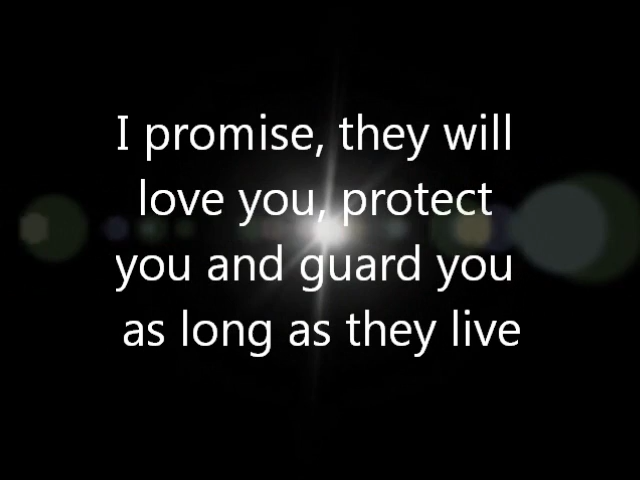 I promise, they will
love you, protect
you and guard you
as long as they live